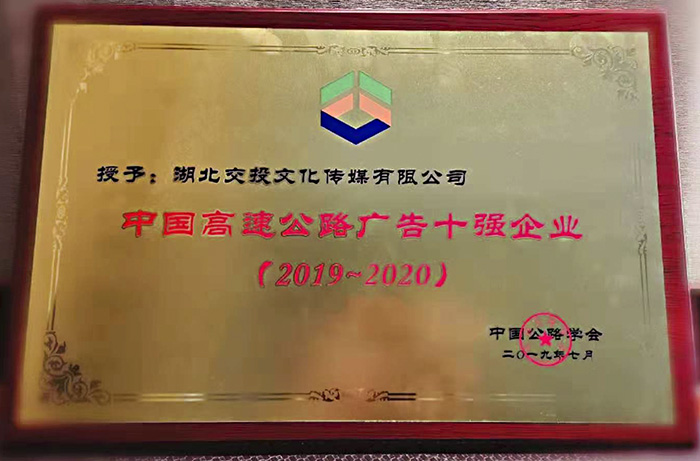 授予：湖北交投文化传媒有限公司
中国高速公路广告十强企业
（2019~2020）
中国公路学会
二〇一九年七月